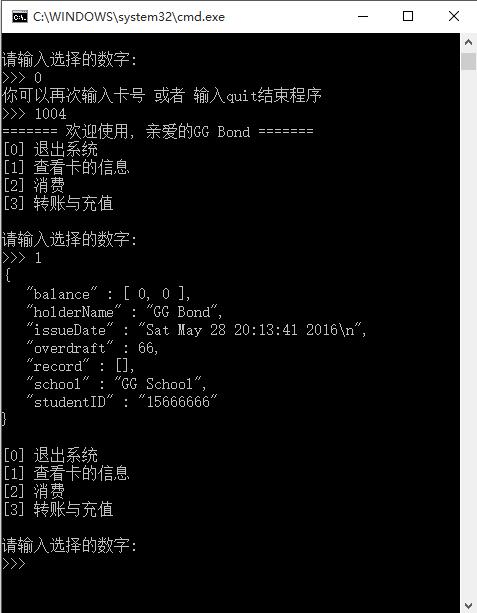 C:\WINDOWS\system32\cmd.exe
请输入选择的数字:
>>> 0
你可以再次输入卡号 或者 输入quit结束程序
>>> 1004
======= 欢迎使用, 亲爱的GG Bond =======
[0] 退出系统
[1] 查看卡的信息
[2] 消费
[3] 转账与充值
请输入选择的数字:
>>> 1
{
"balance" : [ 0, 0 ],
"holderName" : "GG Bond",
"issueDate" : "Sat May 28 20:13:41 2016\n",
"overdraft" : 66,
"record" : [],
"school" : "GG School",
"studentID" : "15666666"
}
[0] 退出系统
[1] 查看卡的信息
[2] 消费
[3] 转账与充值
请输入选择的数字:
>>>